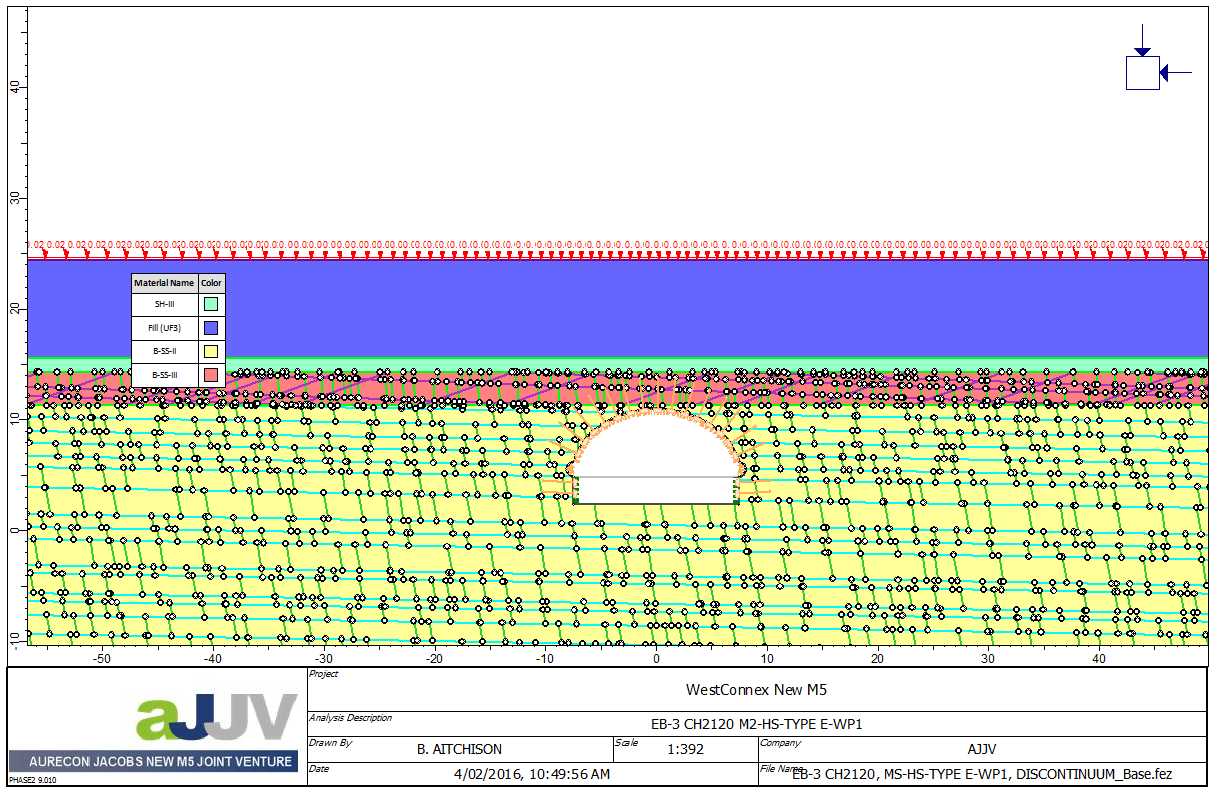 40
30
20
10
0
-10
Material Name Color
SH-III
Fill (UF3)
B-SS-II
B-SS-III
-50 -40 -30 -20 -10 0 10 20 30 40
Project
WestConnex New M5
Analysis Description
EB-3 CH2120 M2-HS-TYPE E-WP1
Drawn By B. AITCHISON Scale 1:392 Company AJJV
Date 4/02/2016, 10:49:56 AM File Name EB-3 CH2120, MS-HS-TYPE E-WP1, DISCONTINUUM_Base.fez
aJJV
AURECON JACOBS NEW M5 JOINT VENTURE
PHASE2 9.010